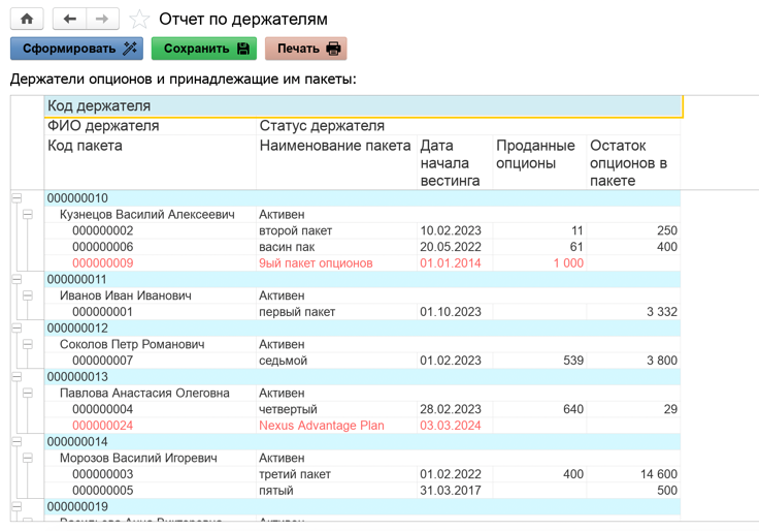 Отчет по держателям
Сформировать Сохранить Печать
Держатели опционов и принадлежащие им пакеты:
Код держателя
ФИО держателя Статус держателя
Код пакета Наименование пакета Дата начала вестинга Проданные опционы Остаток опционов в пакете
000000010
Кузнецов Василий Алексеевич Активен
000000002 второй пакет 10.02.2023 11 250
000000006 васин пак 20.05.2022 61 400
000000009 9ый пакет опционов 01.01.2014 1 000
000000011
Иванов Иван Иванович Активен
000000001 первый пакет 01.10.2023 3 332
000000012
Соколов Петр Романович Активен
000000007 седьмой 01.02.2023 539 3 800
000000013
Павлова Анастасия Олеговна Активен
000000004 четвертый 28.02.2023 640 29
000000024 Nexus Advantage Plan 03.03.2024
000000014
Морозов Василий Игоревич Активен
000000003 третий пакет 01.02.2022 400 14 600
000000005 пятый 31.03.2017 500
000000019